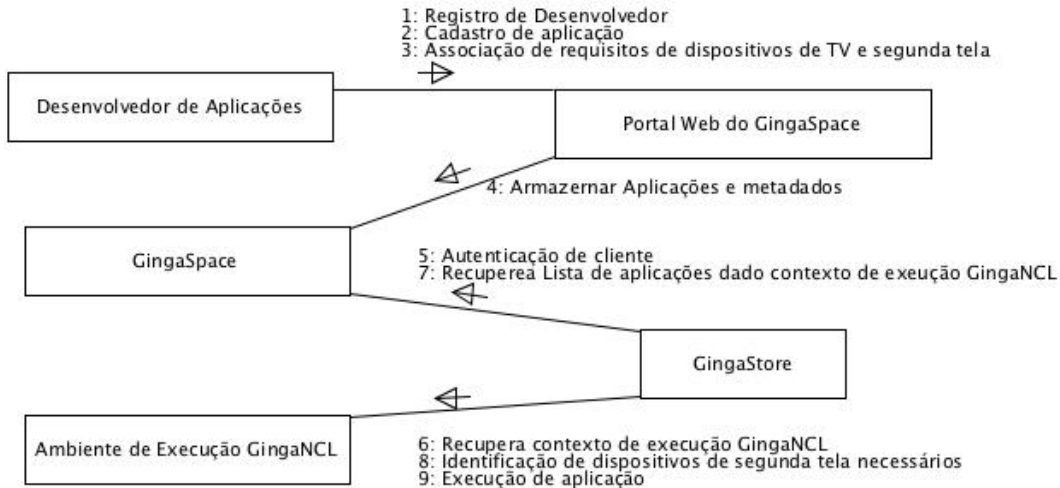 1: Registro de Desenvolvedor
2: Cadastro de aplicação
3: Associação de requisitos de dispositivos de TV e segunda tela
Desenvolvedor de Aplicações
Portal Web do GingaSpace
4: Armazernar Aplicações e metadados
GingaSpace
5: Autenticação de cliente
7: Recuperea Lista de aplicações dado contexto de exeução GingaNCL
GingaStore
Ambiente de Execução GingaNCL
6: Recupera contexto de execução GingaNCL
8: Identificação de dispositivos de segunda tela necessários
9: Execução de aplicação